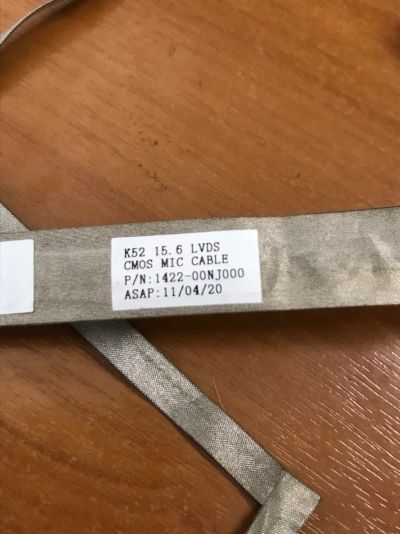 K52 15.6 LVDS
CMOS MIC CABLE
P/N:1422-00NJ000
ASAP:11/04/20